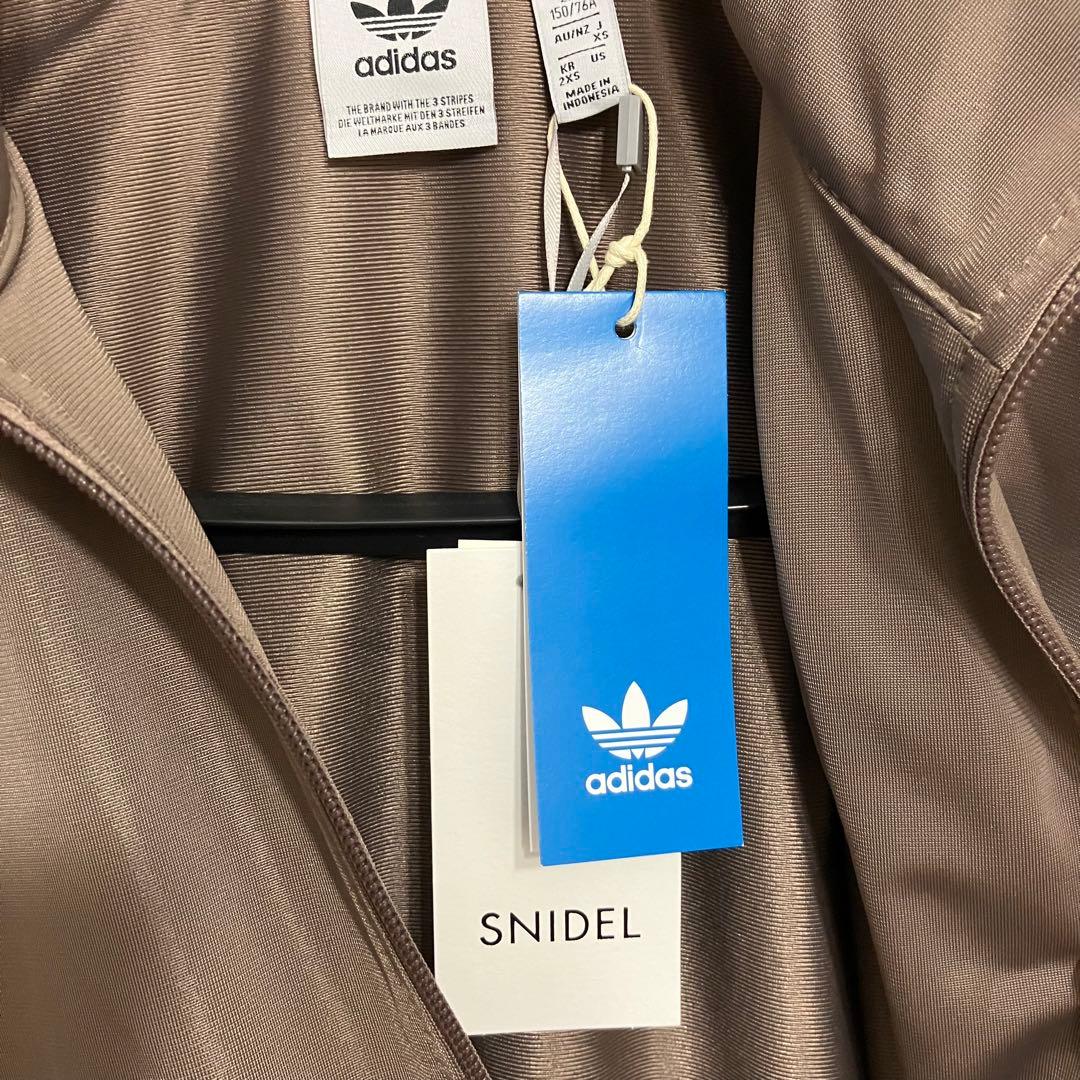 adidas
THE BRAND WITH THE 3 STRIPES
DIE WELTMARKE MIT DEN 3 STREIFEN
LA MARQUE AUX 3 BANDES
150/76A
AU/NZ J
XS
KR US
2XS
MADE IN
INDONESIA
adidas
SNIDEL